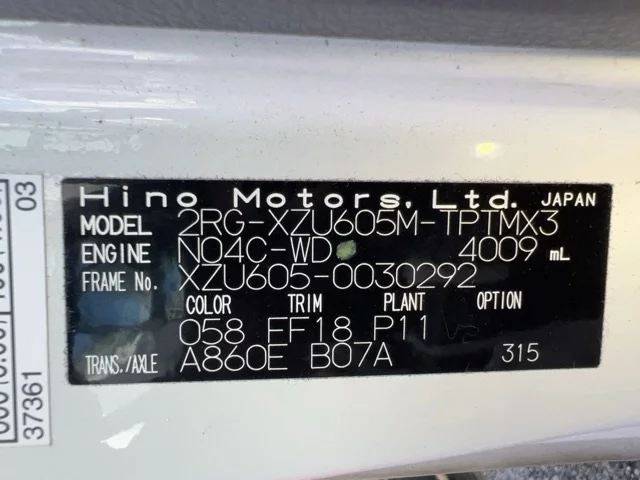 Hino Motors, Ltd. JAPAN
MODEL 2RG-XZU605M-TPTMX3
ENGINE N04C-WD 4009 mL
FRAME No. XZU605-0030292
COLOR TRIM PLANT OPTION
058 FF18 P11
TRANS./AXLE A860E B07A 315
37361 03